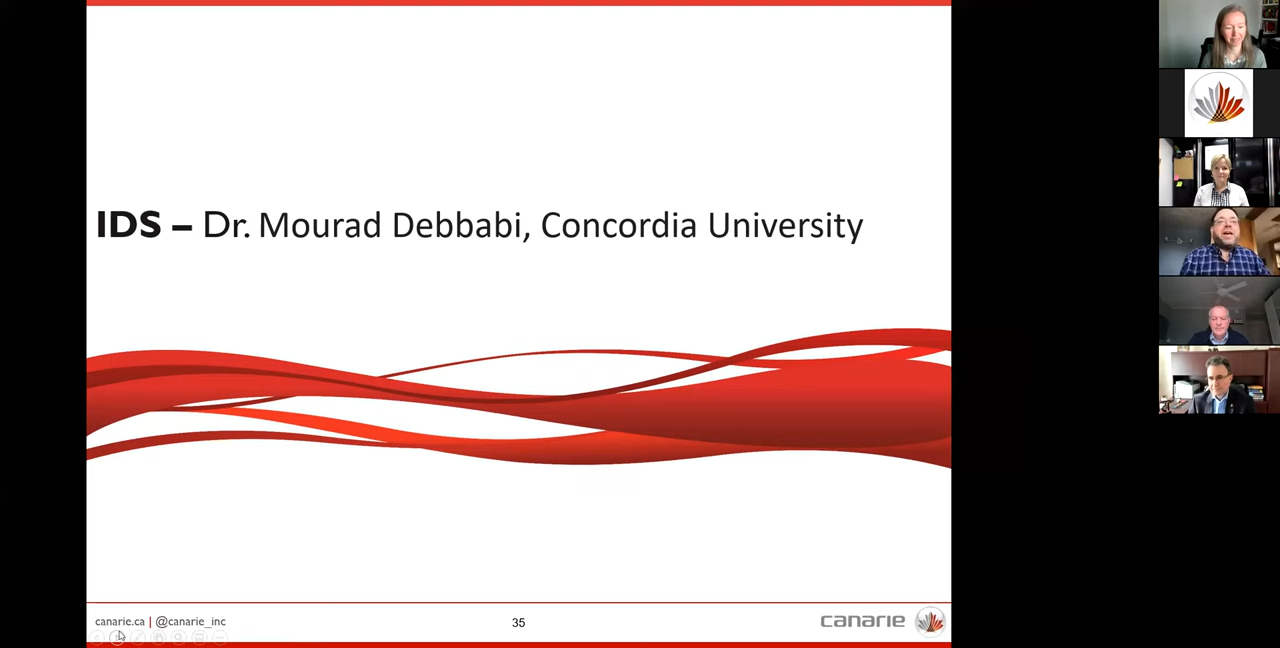 IDS – Dr. Mourad Debbabi, Concordia University
canarie.ca | @canarie_inc
35
canarie